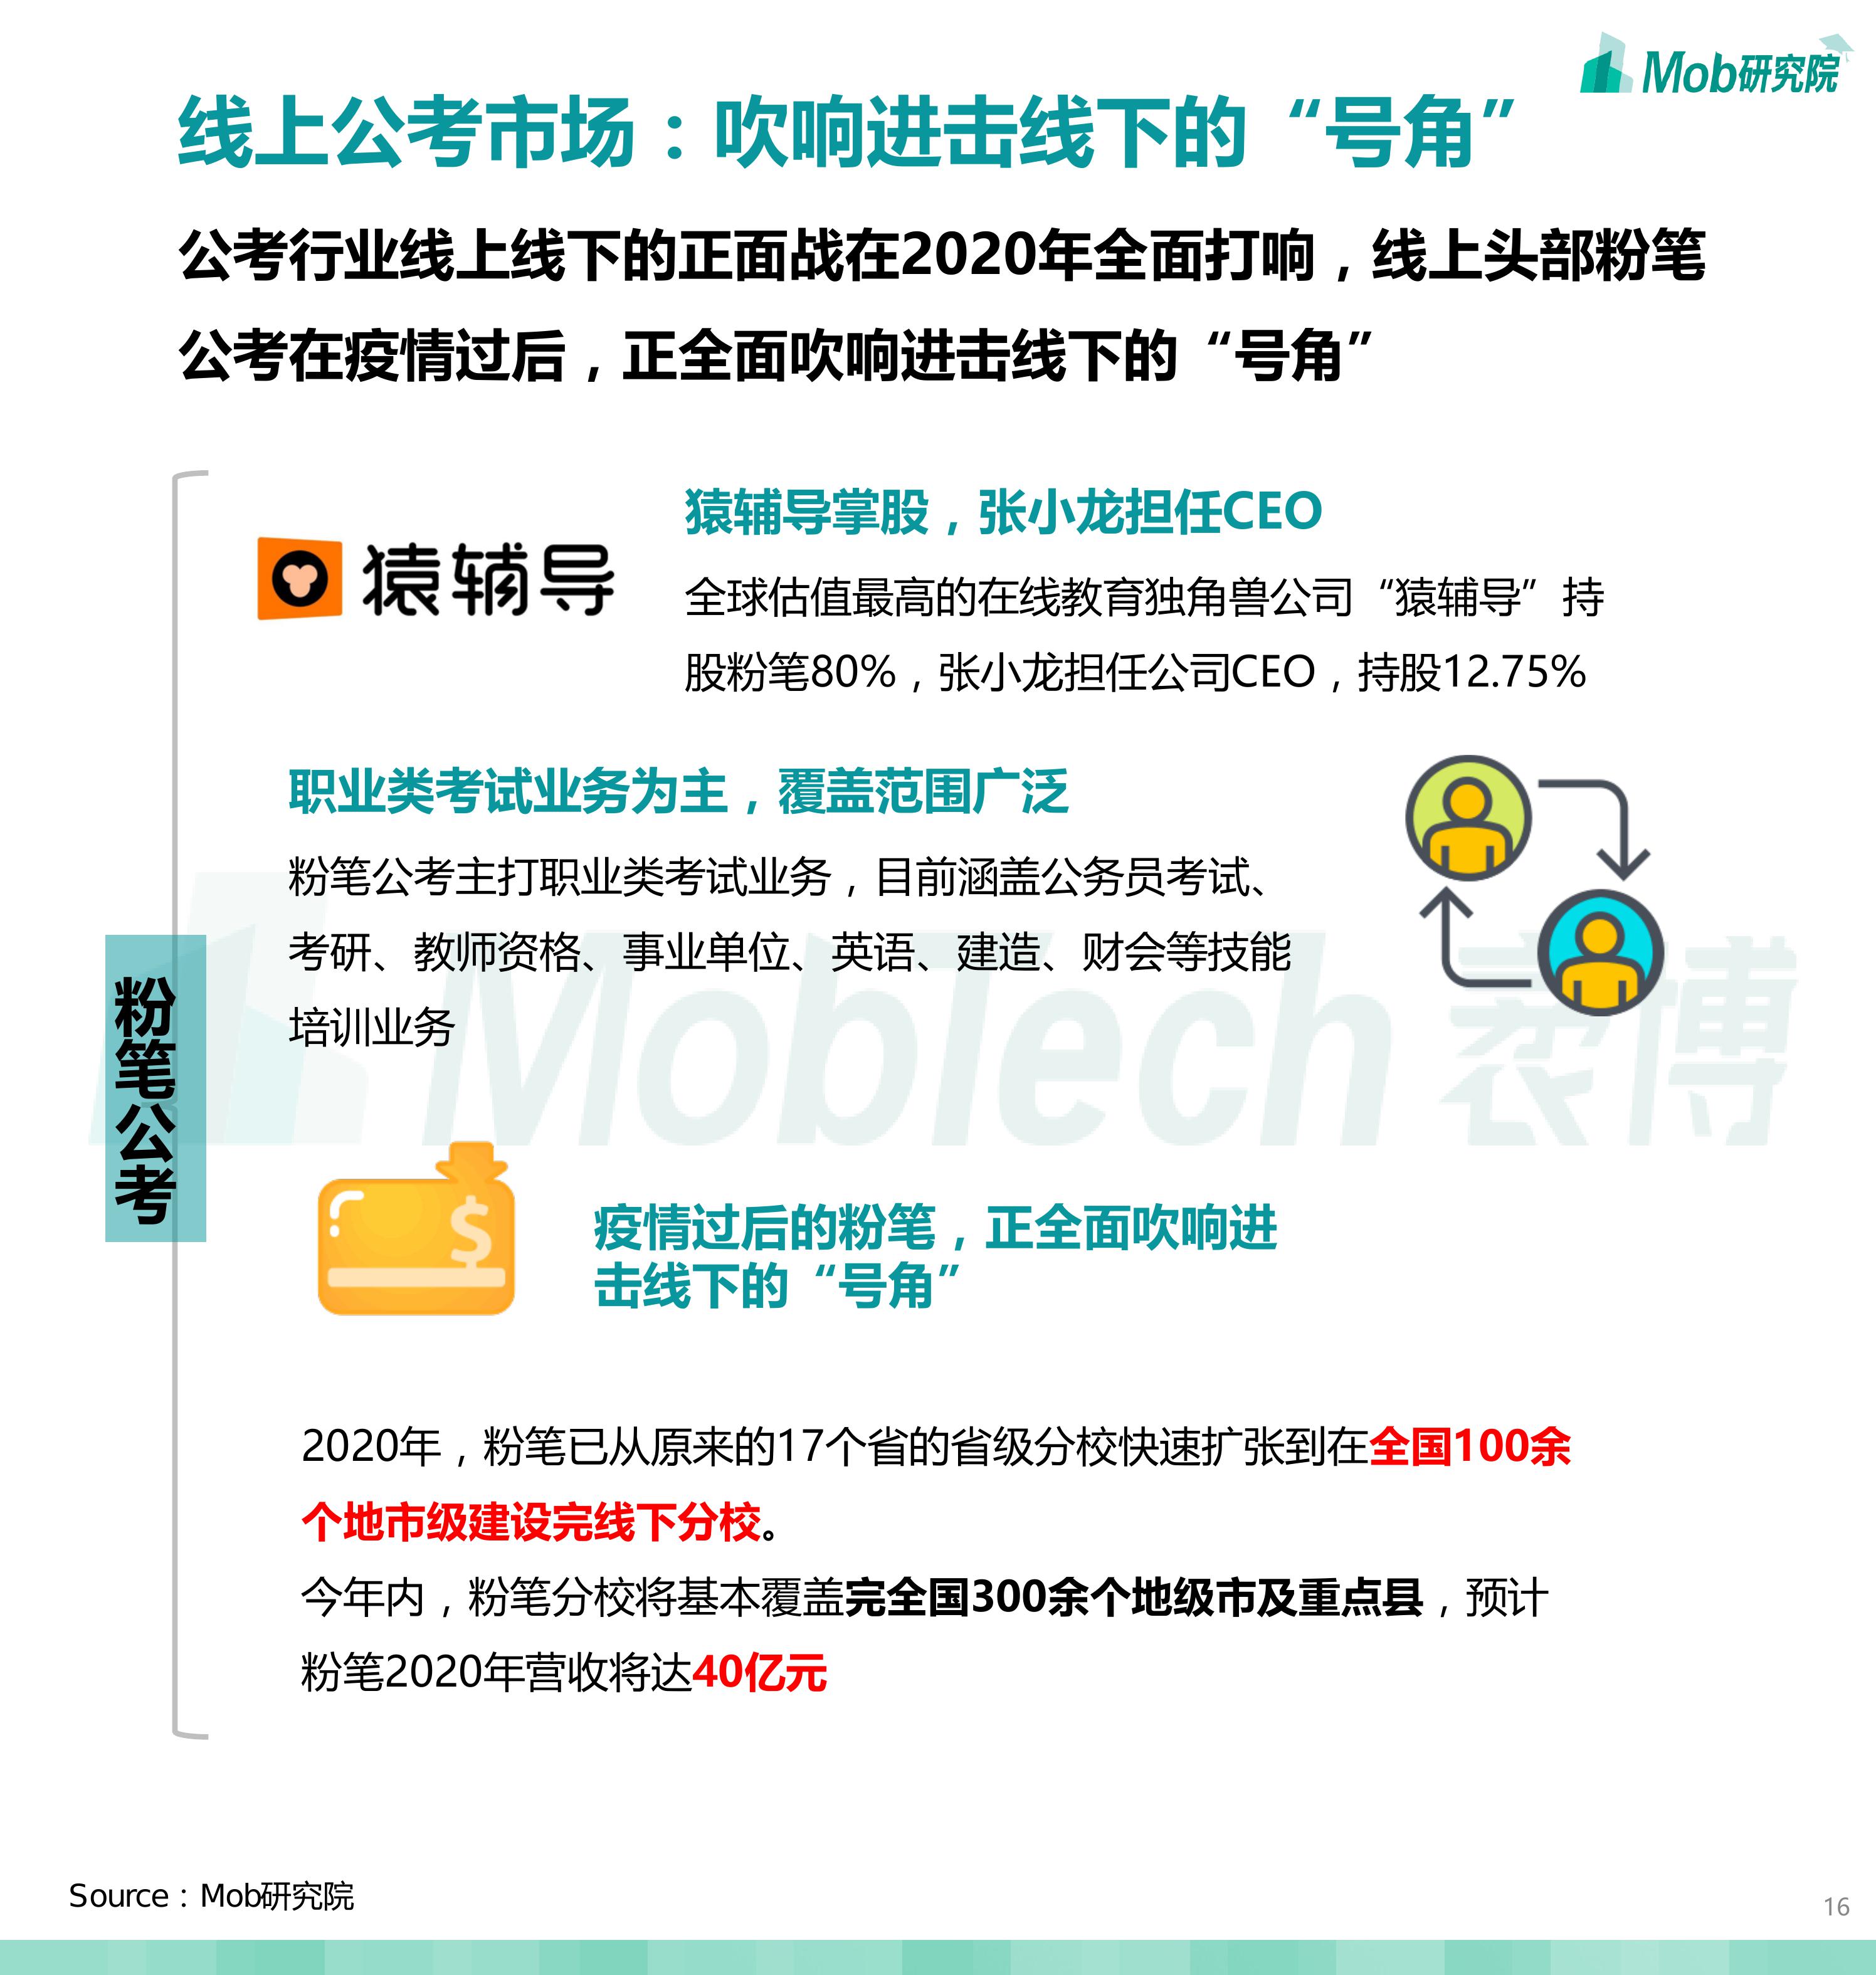 Mob研究院
线上公考市场：吹响进击线下的“号角”
公考行业线上线下的正面战在2020年全面打响，线上头部粉笔
公考在疫情过后，正全面吹响进击线下的“号角”
猿辅导
猿辅导掌股，张小龙担任CEO
全球估值最高的在线教育独角兽公司“猿辅导”持
股粉笔80%，张小龙担任公司CEO，持股12.75%
职业类考试业务为主，覆盖范围广泛
粉笔公考主打职业类考试业务，目前涵盖公务员考试、
考研、教师资格、事业单位、英语、建造、财会等技能
培训业务
MobTech 袤博
粉笔公考
$
疫情过后的粉笔，正全面吹响进
击线下的“号角”
2020年，粉笔已从原来的17个省的省级分校快速扩张到在全国100余
个地市级建设完线下分校。
今年内，粉笔分校将基本覆盖完全国300余个地级市及重点县，预计
粉笔2020年营收将达40亿元
Source：Mob研究院
16